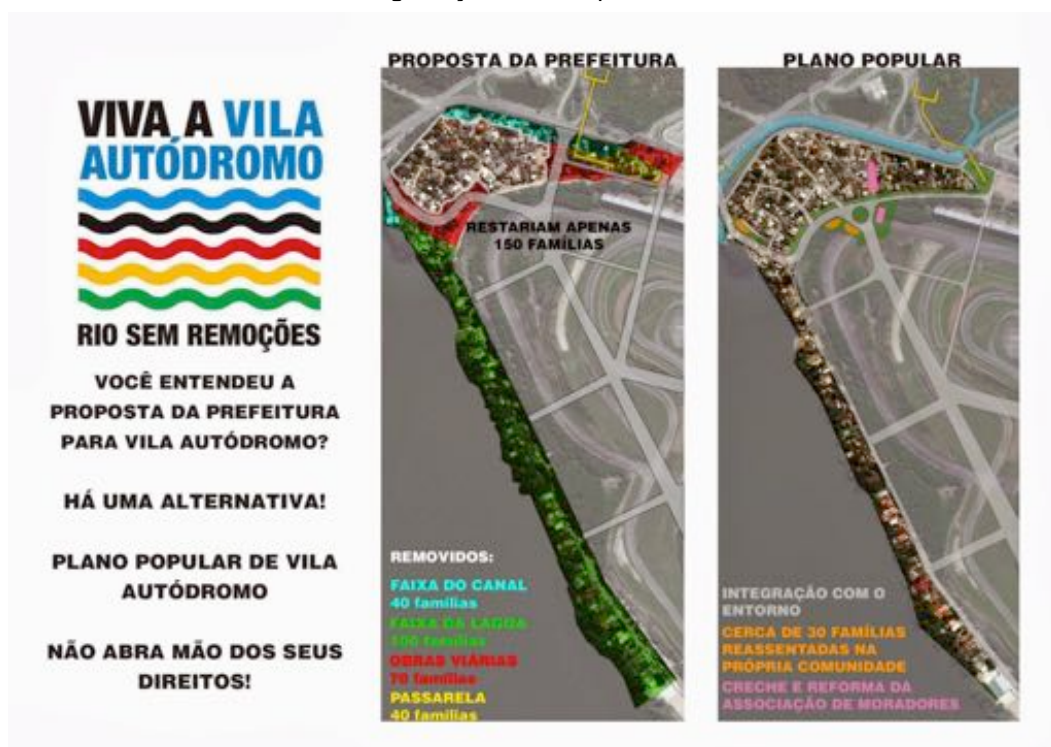 VIVA A VILA
AUTÓDROMO
RIO SEM REMOÇÕES
VOCÊ ENTENDEU A
PROPOSTA DA PREFEITURA
PARA VILA AUTÓDROMO?
HÁ UMA ALTERNATIVA!
PLANO POPULAR DE VILA
AUTÓDROMO
NÃO ABRA MÃO DOS SEUS
DIREITOS!
PROPOSTA DA PREFEITURA
RESTARIAM APENAS
150 FAMÍLIAS
REMOVIDOS:
FAIXA DO CANAL
40 famílias
FAIXA DA LAGOA
famílias
OBRAS VIÁRIAS
70 famílias
PASSARELA
40 famílias
PLANO POPULAR
INTEGRAÇÃO COM O
ENTORNO
CERCA DE 30 FAMÍLIAS
REASSENTADAS NA
PRÓPRIA COMUNIDADE
CRECHE E REFORMA DA
ASSOCIAÇÃO DE MORADORES